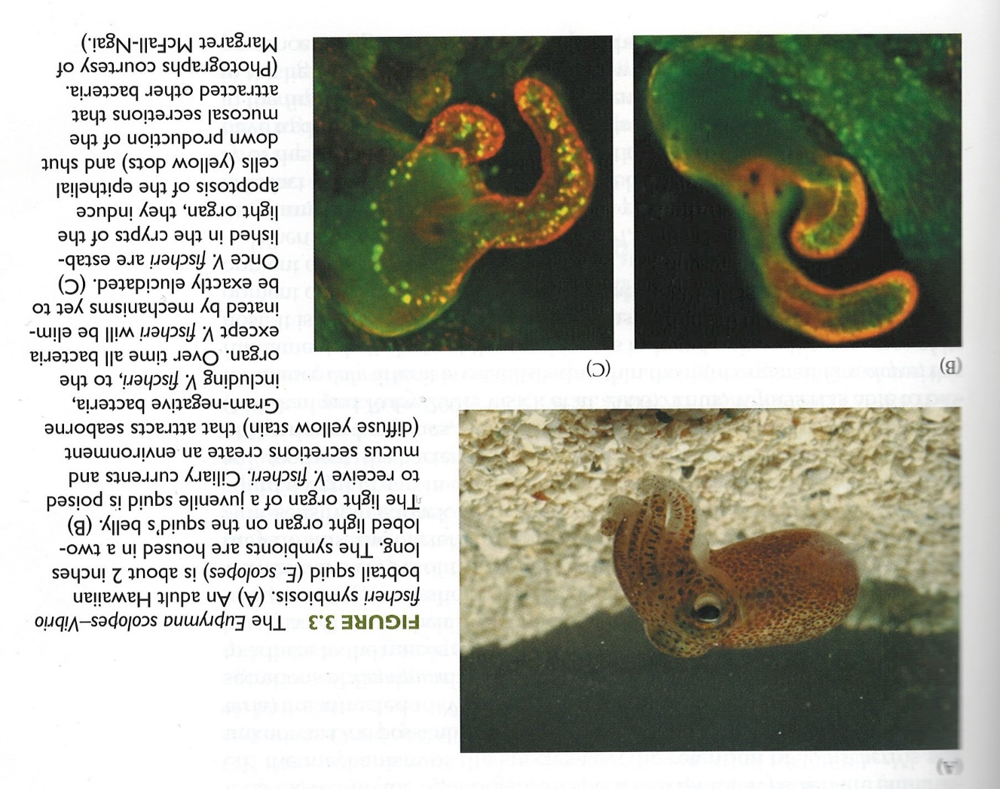 (A)
(B)
(C)
FIGURE 3.3 The Euprymna scolopes–Vibrio
fischeri symbiosis. (A) An adult Hawaiian
bobtail squid (E. scolopes) is about 2 inches
long. The symbionts are housed in a two-
lobed light organ on the squid's belly. (B)
The light organ of a juvenile squid is poised
to receive V. fischeri. Ciliary currents and
mucus secretions create an environment
(diffuse yellow stain) that attracts seaborne
Gram-negative bacteria,
including V. fischeri, to the
organ. Over time all bacteria
except V. fischeri will be elim-
inated by mechanisms yet to
be exactly elucidated. (C)
Once V. fischeri are estab-
lished in the crypts of the
light organ, they induce
apoptosis of the epithelial
cells (yellow dots) and shut
down production of the
mucosal secretions that
attracted other bacteria.
(Photographs courtesy of
Margaret McFall-Ngai.)